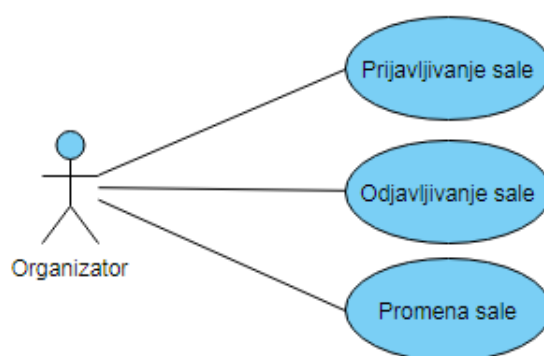 Prijavljivanje sale
Odjavljivanje sale
Organizator
Promena sale